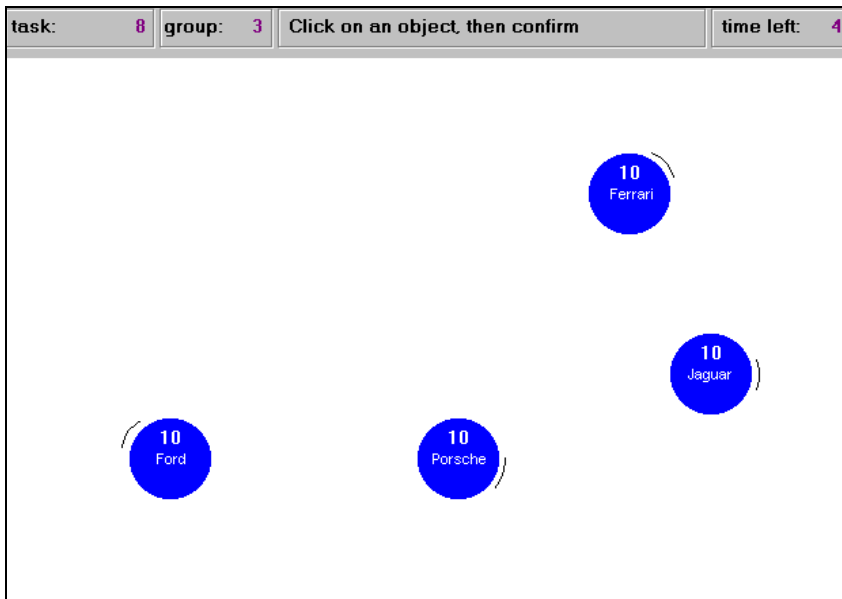 task: 8 group: 3 Click on an object, then confirm time left: 4
10
Ferrari
10
Jaguar
10
Ford
10
Porsche